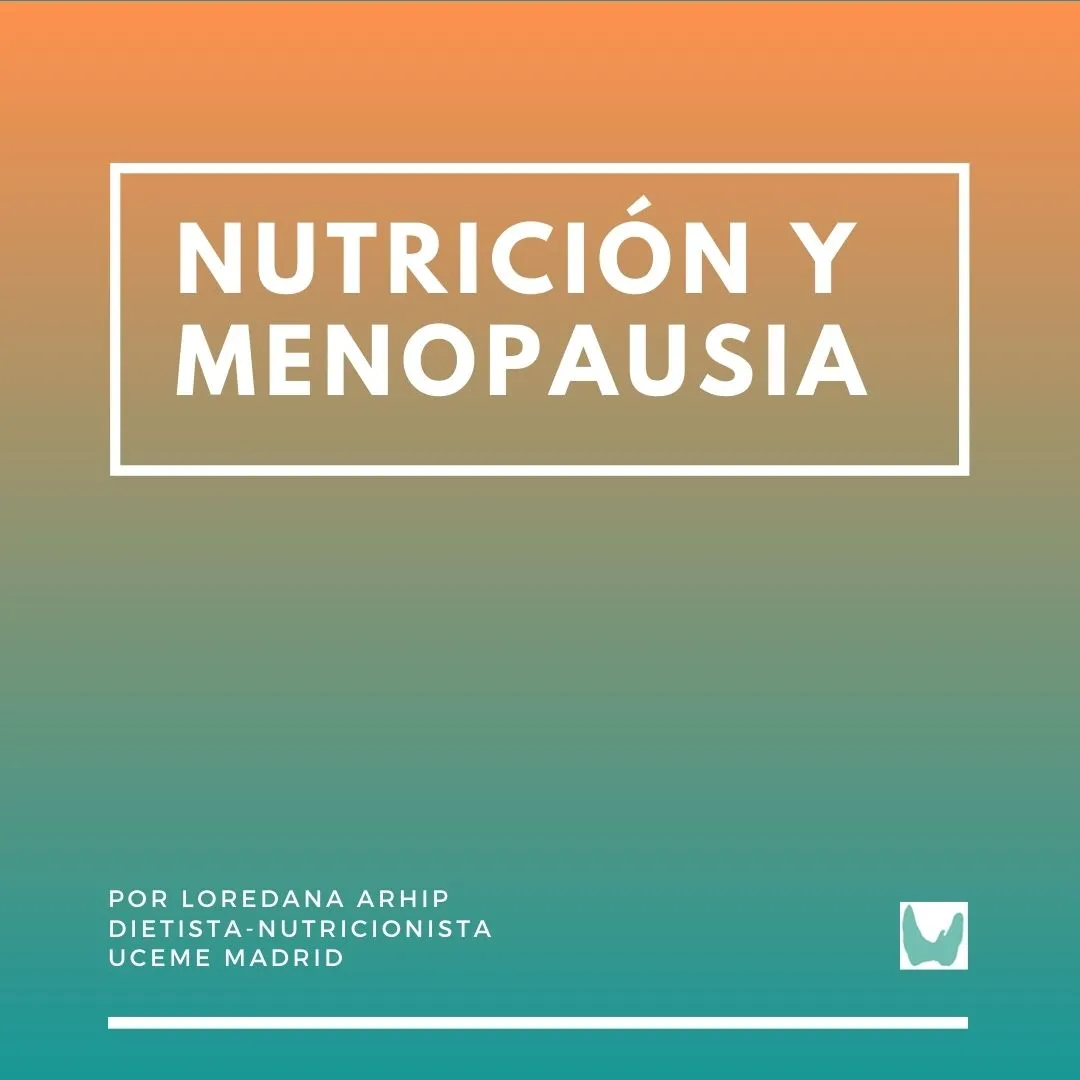 NUTRICIÓN Y
MENOPAUSIA
POR LOREDANA ARHIP
DIETISTA-NUTRICIONISTA
UCEME MADRID